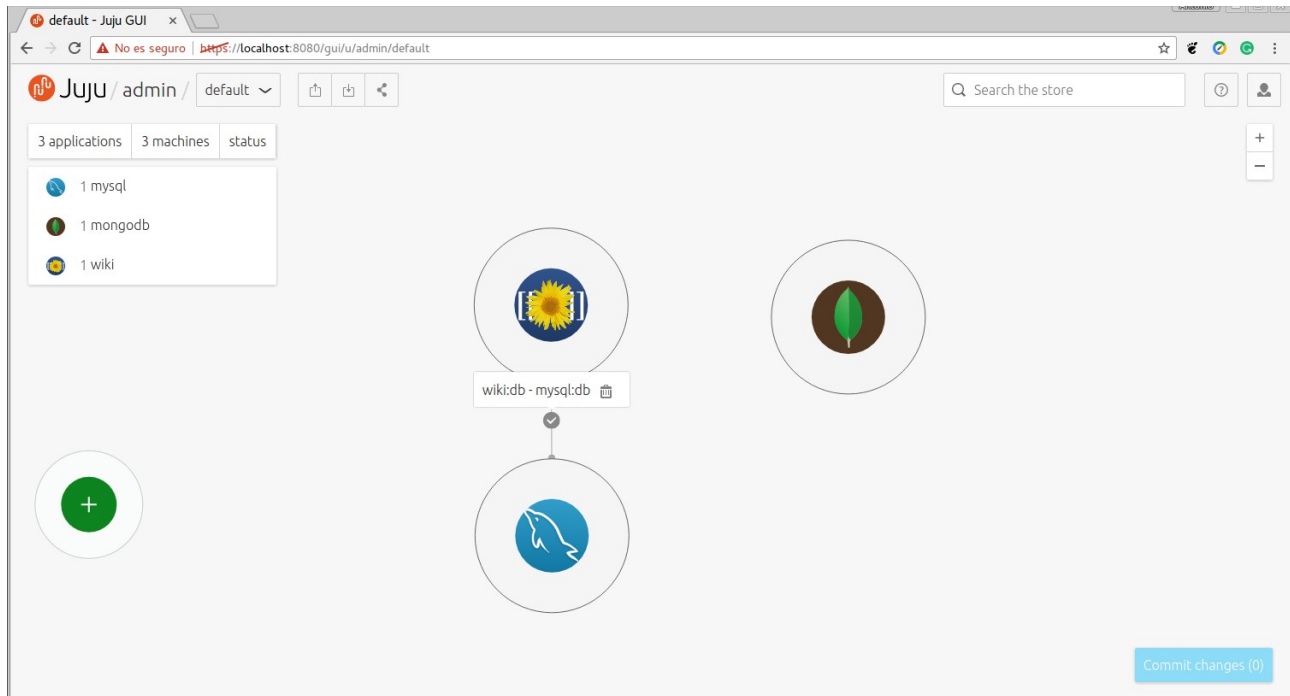 default - Juju GUI
No es seguro | https://localhost:8080/gui/u/admin/default
JUJU / admin / default
Search the store
3 applications 3 machines status
1 mysql
1 mongodb
1 wiki
[[ ]]
wiki:db - mysql:db
Commit changes (0)